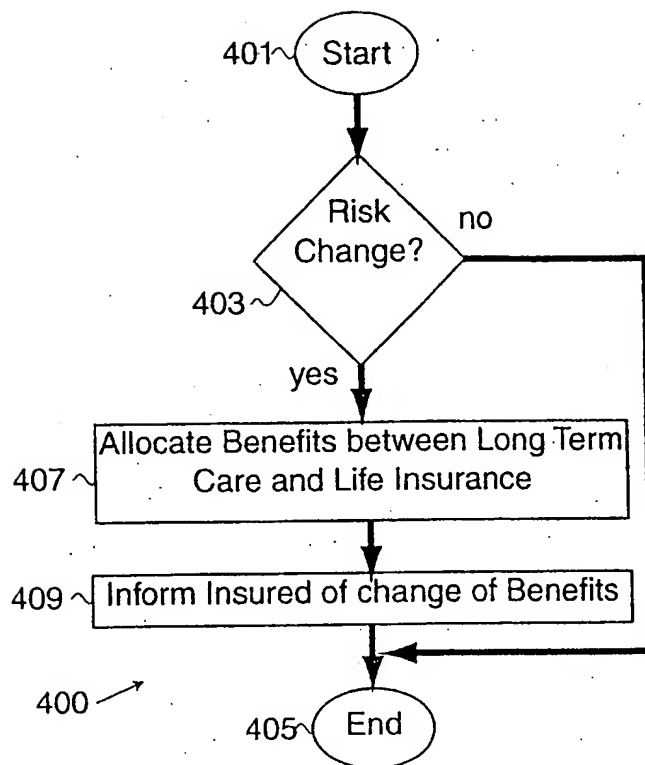 401 Start
Risk
Change?
no
403
yes
Allocate Benefits between Long Term
Care and Life Insurance
407
409 Inform Insured of change of Benefits
400
405 End